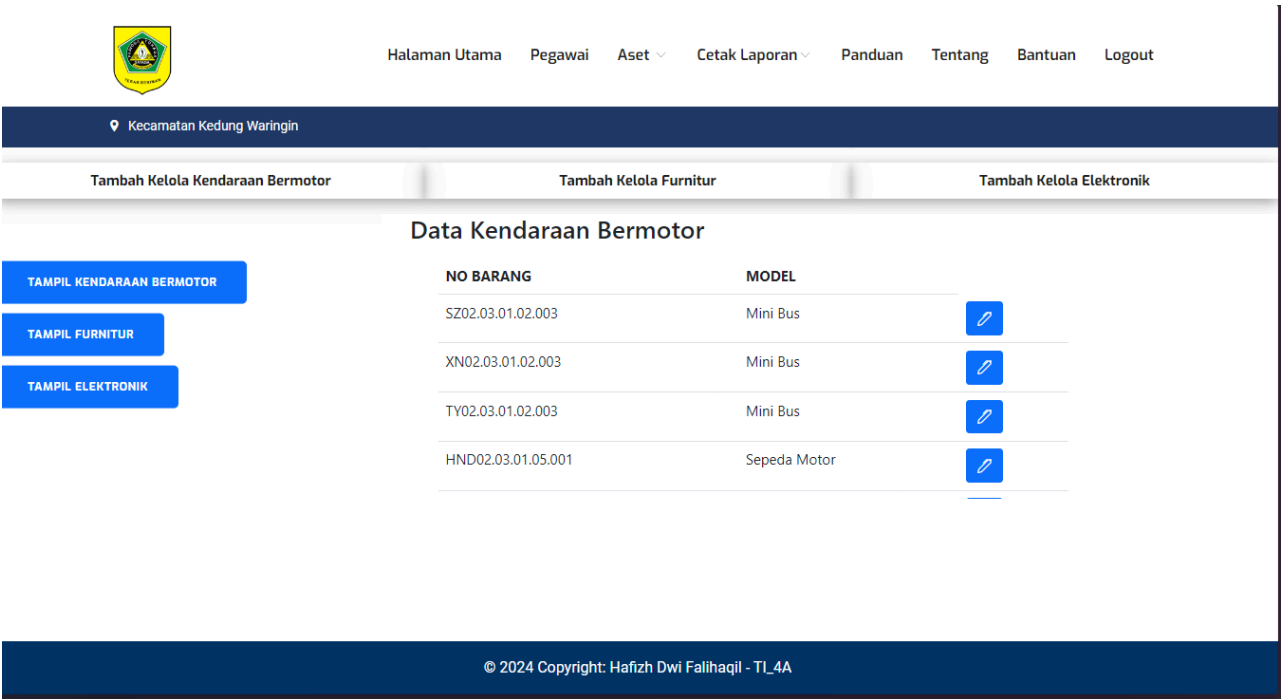 Halaman Utama Pegawai Aset Cetak Laporan Panduan Tentang Bantuan Logout
Kecamatan Kedung Waringin
Tambah Kelola Kendaraan Bermotor Tambah Kelola Furnitur Tambah Kelola Elektronik
Data Kendaraan Bermotor
TAMPIL KENDARAAN BERMOTOR
TAMPIL FURNITUR
TAMPIL ELEKTRONIK
NO BARANG MODEL
SZ02.03.01.02.003 Mini Bus
XN02.03.01.02.003 Mini Bus
TY02.03.01.02.003 Mini Bus
HND02.03.01.05.001 Sepeda Motor
© 2024 Copyright: Hafizh Dwi Falihaqil - TI_4A